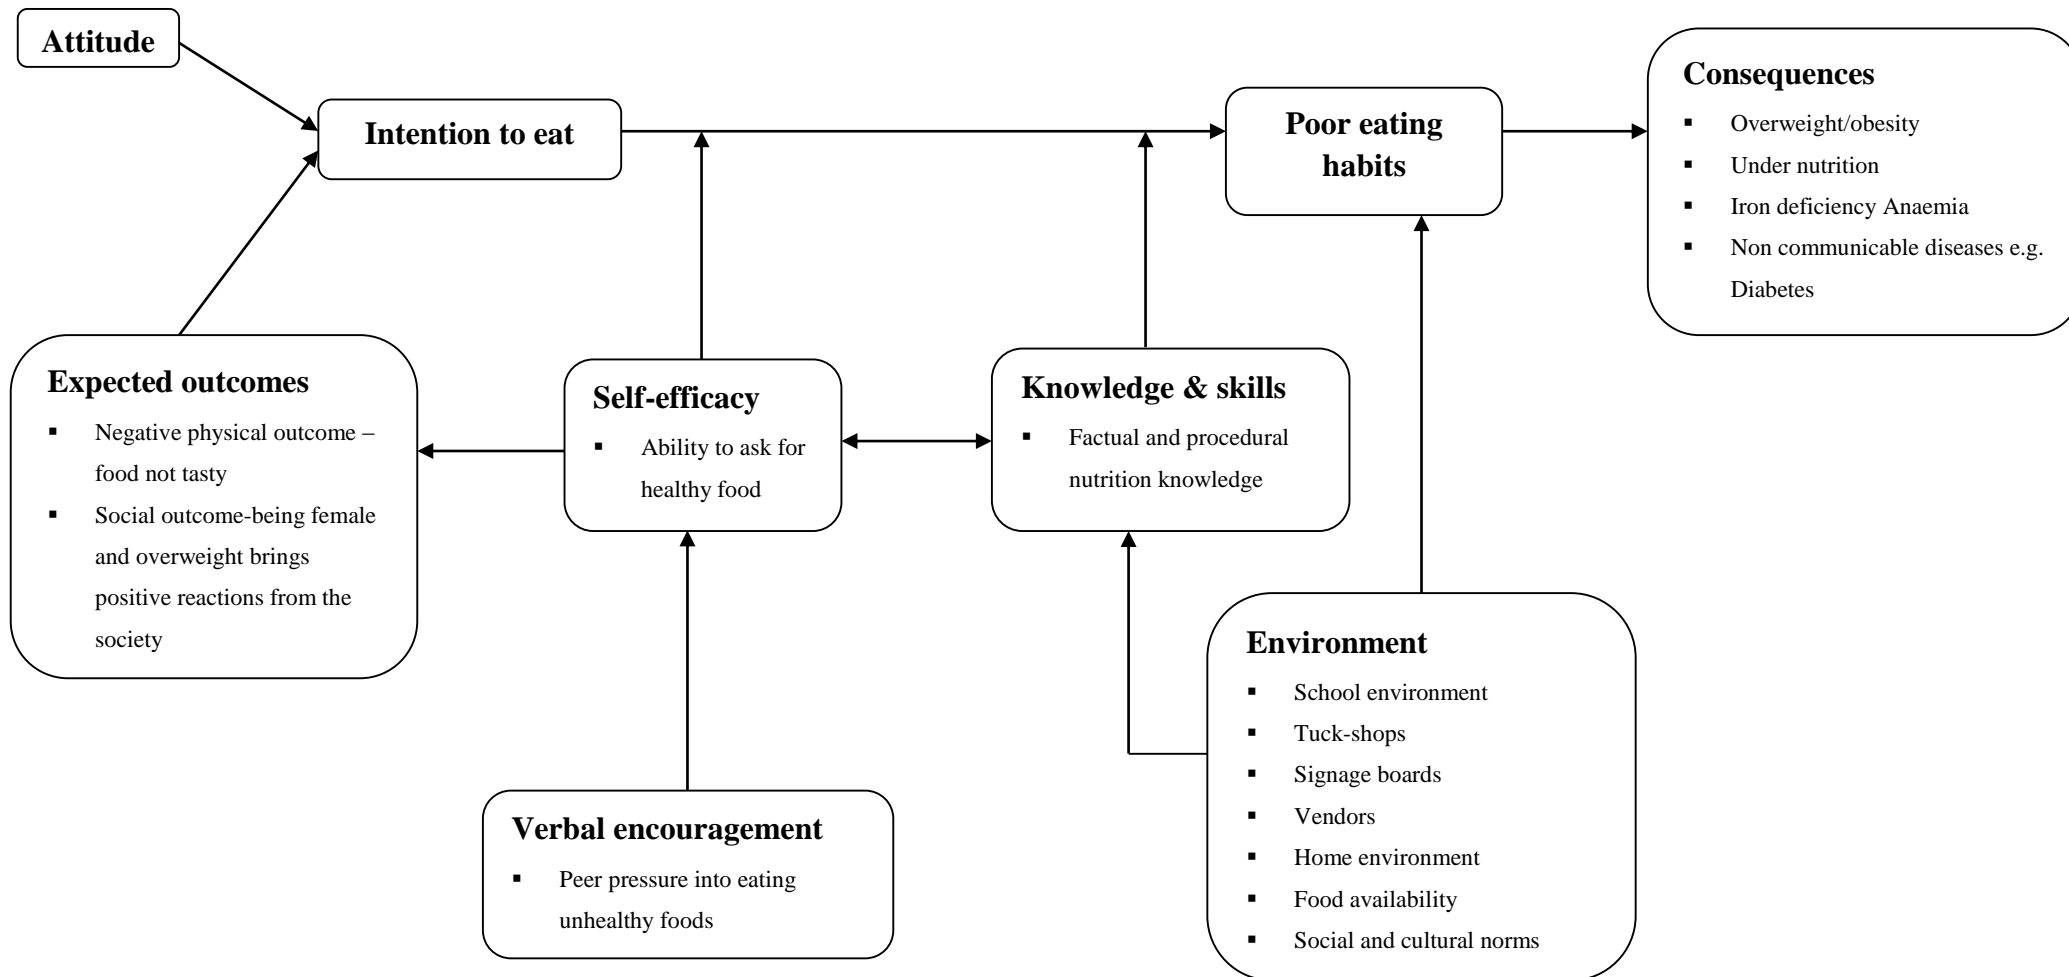 Attitude
Intention to eat
Poor eating
habits
Consequences
▪ Overweight/obesity
▪ Under nutrition
▪ Iron deficiency Anaemia
▪ Non communicable diseases e.g.
Diabetes
Expected outcomes
▪ Negative physical outcome –
food not tasty
▪ Social outcome-being female
and overweight brings
positive reactions from the
society
Self-efficacy
▪ Ability to ask for
healthy food
Knowledge & skills
▪ Factual and procedural
nutrition knowledge
Verbal encouragement
▪ Peer pressure into eating
unhealthy foods
Environment
▪ School environment
▪ Tuck-shops
▪ Signage boards
▪ Vendors
▪ Home environment
▪ Food availability
▪ Social and cultural norms